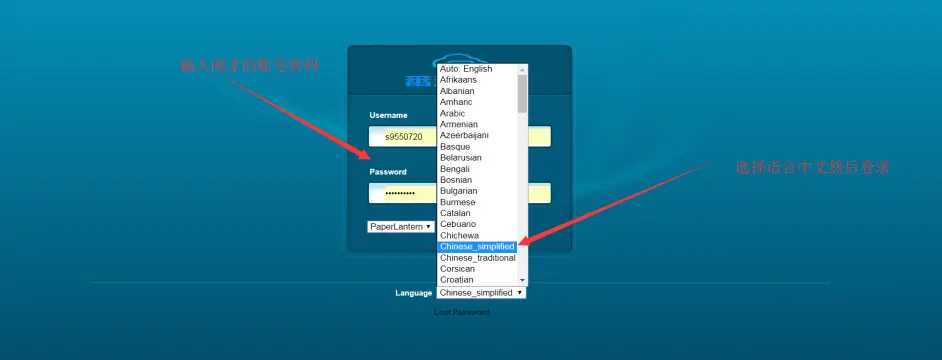 输入刚才的账号密码
Auto: English
Afrikaans
Albanian
Amharic
Arabic
Armenian
Azeerbaijani
Basque
Belarusian
Bengali
Bosnian
Bulgarian
Burmese
Catalan
Cebuano
Chichewa
Chinese_simplified
Chinese_traditional
Corsican
Croatian
Username
s9550720
Password
••••••••••
PaperLantern
选择语言中文然后登录
Language
Chinese_simplified
Lost Password